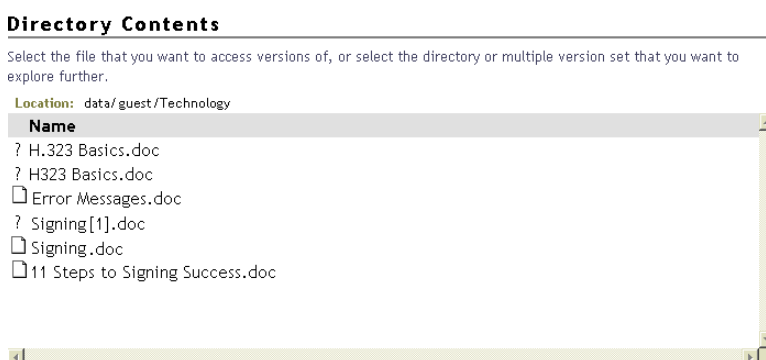 Directory Contents
Select the file that you want to access versions of, or select the directory or multiple version set that you want to
explore further.
Location: data/guest/Technology
Name
? H.323 Basics.doc
? H323 Basics.doc
Error Messages.doc
? Signing[1].doc
Signing.doc
11 Steps to Signing Success.doc